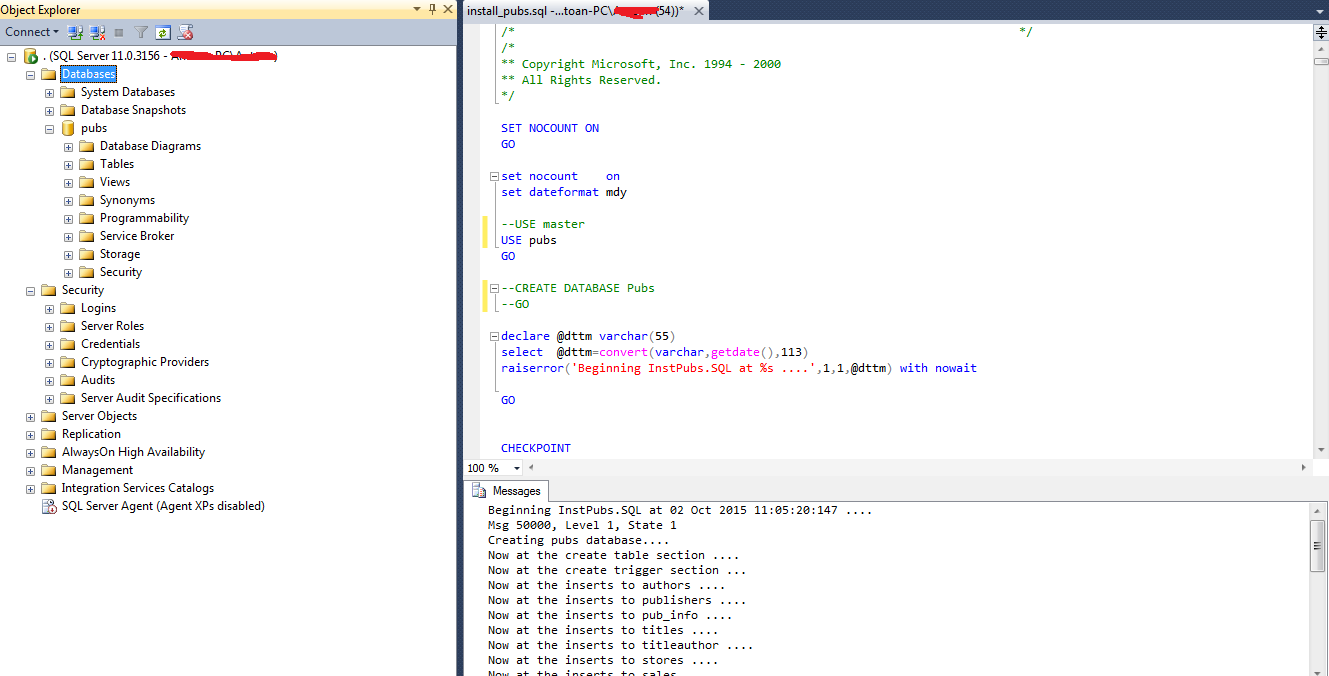 Object Explorer
Connect
. (SQL Server 11.0.3156 -
Databases
System Databases
Database Snapshots
pubs
Database Diagrams
Tables
Views
Synonyms
Programmability
Service Broker
Storage
Security
Security
Logins
Server Roles
Credentials
Cryptographic Providers
Audits
Server Audit Specifications
Server Objects
Replication
AlwaysOn High Availability
Management
Integration Services Catalogs
SQL Server Agent (Agent XPs disabled)
install_pubs.sql -...toan-PC\ (54))*
/* */
/*
** Copyright Microsoft, Inc. 1994 - 2000
** All Rights Reserved.
*/
SET NOCOUNT ON
GO
set nocount    on
set dateformat mdy
--USE master
USE pubs
GO
--CREATE DATABASE Pubs
--GO
declare @dttm varchar(55)
select  @dttm=convert(varchar,getdate(),113)
raiserror('Beginning InstPubs.SQL at %s ....',1,1,@dttm) with nowait
GO
CHECKPOINT
100 %
Messages
Beginning InstPubs.SQL at 02 Oct 2015 11:05:20:147 ....
Msg 50000, Level 1, State 1
Creating pubs database....
Now at the create table section ....
Now at the create trigger section ...
Now at the inserts to authors ....
Now at the inserts to publishers ....
Now at the inserts to pub_info ....
Now at the inserts to titles ....
Now at the inserts to titleauthor ....
Now at the inserts to stores ....
Now at the inserts to sales